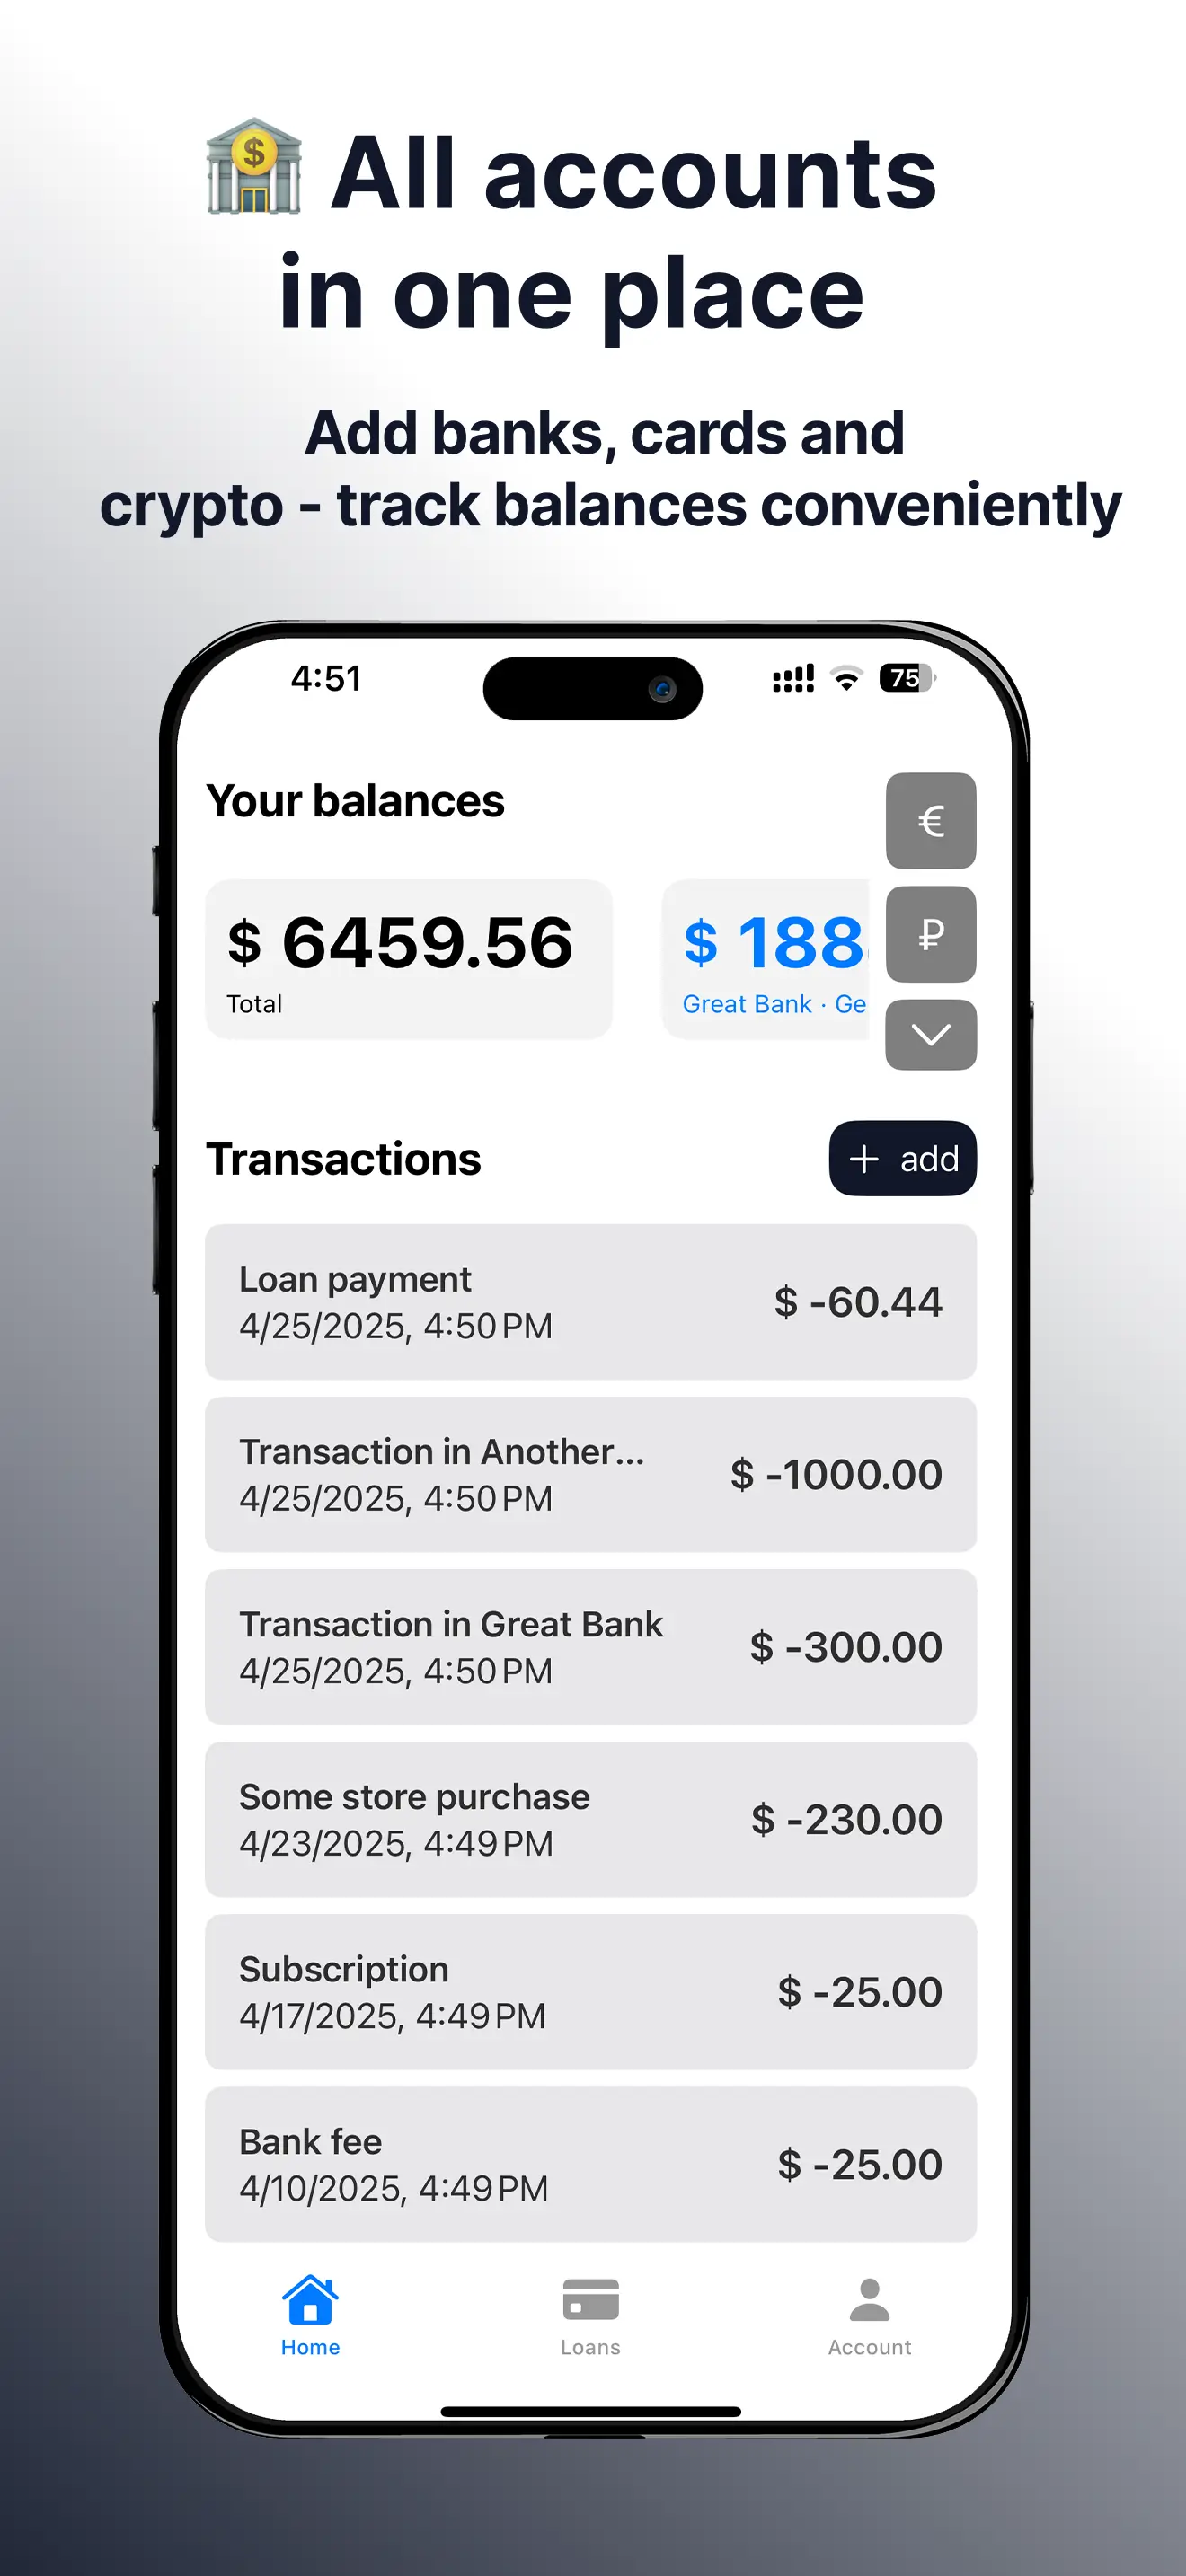 All accounts
in one place
Add banks, cards and
crypto - track balances conveniently
4:51
75
Your balances
€
₽
$ 6459.56
Total
$ 188
Great Bank · Ge
Transactions
+ add
Loan payment
4/25/2025, 4:50 PM
$ -60.44
Transaction in Another...
4/25/2025, 4:50 PM
$ -1000.00
Transaction in Great Bank
4/25/2025, 4:50 PM
$ -300.00
Some store purchase
4/23/2025, 4:49 PM
$ -230.00
Subscription
4/17/2025, 4:49 PM
$ -25.00
Bank fee
4/10/2025, 4:49 PM
$ -25.00
Home
Loans
Account